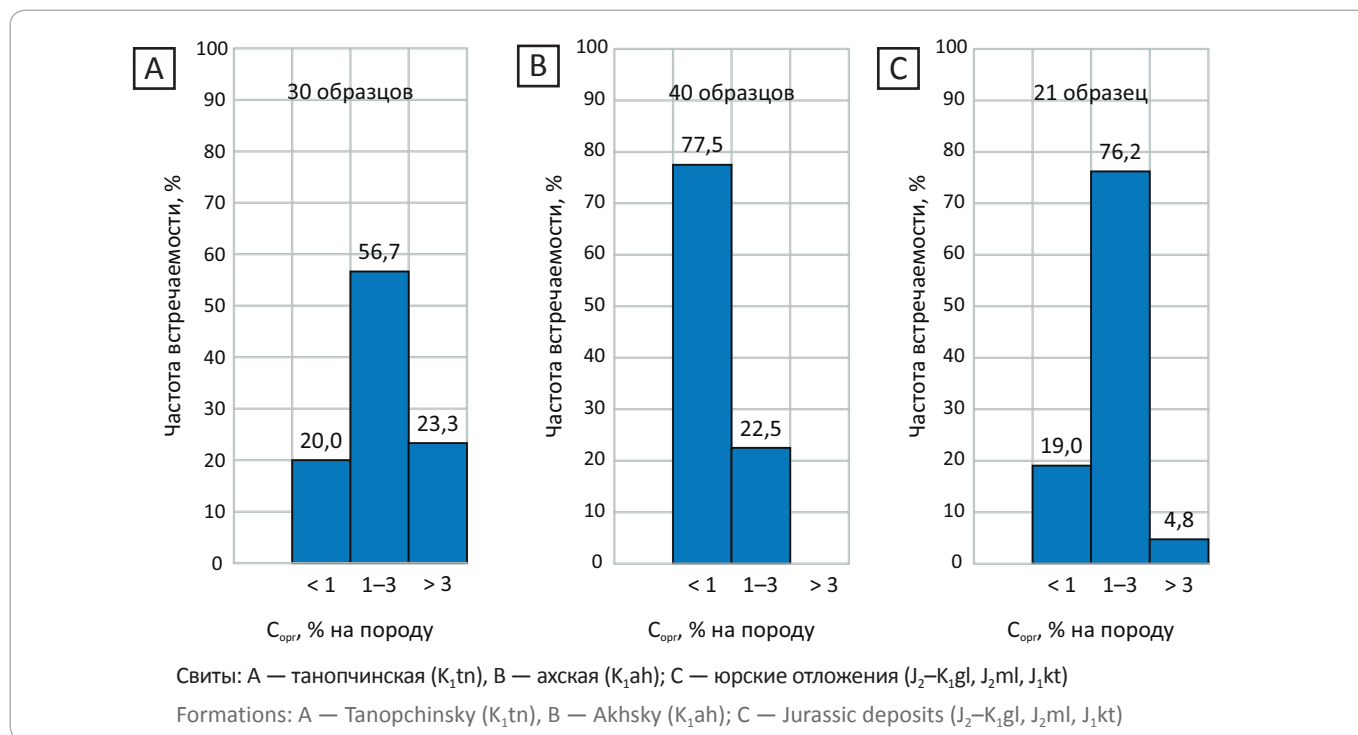 A
30 образцов
Частота встречаемости, %
100
90
80
70
60
50
40
30
20
10
0
20,0
56,7
23,3
< 1 1–3 > 3
Cорг, % на породу
B
40 образцов
Частота встречаемости, %
100
90
80
70
60
50
40
30
20
10
0
77,5
22,5
< 1 1–3 > 3
Cорг, % на породу
C
21 образец
Частота встречаемости, %
100
90
80
70
60
50
40
30
20
10
0
19,0
76,2
4,8
< 1 1–3 > 3
Cорг, % на породу
Свиты: A — танопчинская (K₁tn), B — ахская (K₁ah); C — юрские отложения (J₂–K₁gl, J₂ml, J₁kt)
Formations: A — Tanopchinsky (K₁tn), B — Akhsky (K₁ah); C — Jurassic deposits (J₂–K₁gl, J₂ml, J₁kt)